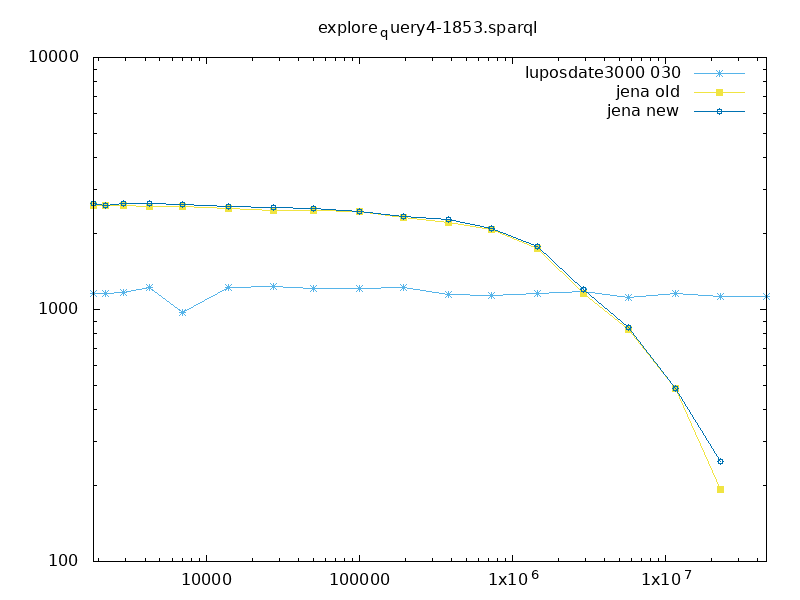 explore_query4-1853.sparql
10000
luposdate3000 030
jena old
jena new
1000
100
10000 100000 1x10^6 1x10^7